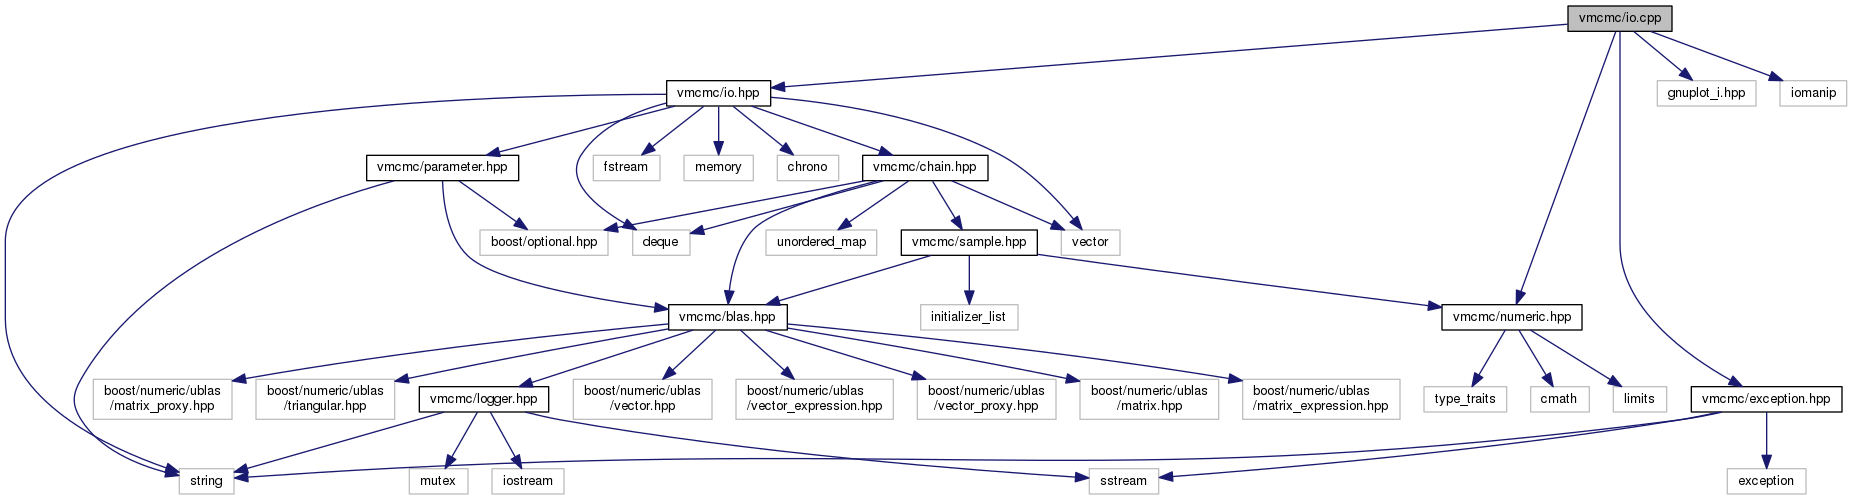 vmcmc/io.cpp
vmcmc/io.hpp
gnuplot_i.hpp
iomanip
vmcmc/parameter.hpp
fstream
memory
chrono
vmcmc/chain.hpp
boost/optional.hpp
deque
unordered_map
vmcmc/sample.hpp
vector
vmcmc/blas.hpp
initializer_list
vmcmc/numeric.hpp
boost/numeric/ublas
/matrix_proxy.hpp
boost/numeric/ublas
/triangular.hpp
vmcmc/logger.hpp
boost/numeric/ublas
/vector.hpp
boost/numeric/ublas
/vector_expression.hpp
boost/numeric/ublas
/vector_proxy.hpp
boost/numeric/ublas
/matrix.hpp
boost/numeric/ublas
/matrix_expression.hpp
type_traits
cmath
limits
vmcmc/exception.hpp
string
mutex
iostream
sstream
exception